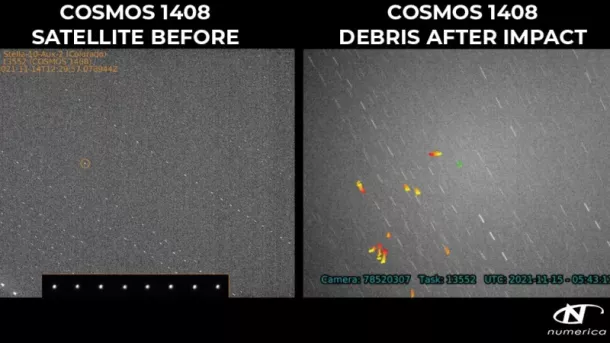 COSMOS 1408
SATELLITE BEFORE
COSMOS 1408
DEBRIS AFTER IMPACT
13552 (COSMOS 1408)
Camera: 78520307 Task: 13552 UTC: 2021-11-15 - 05:43:1
numerica